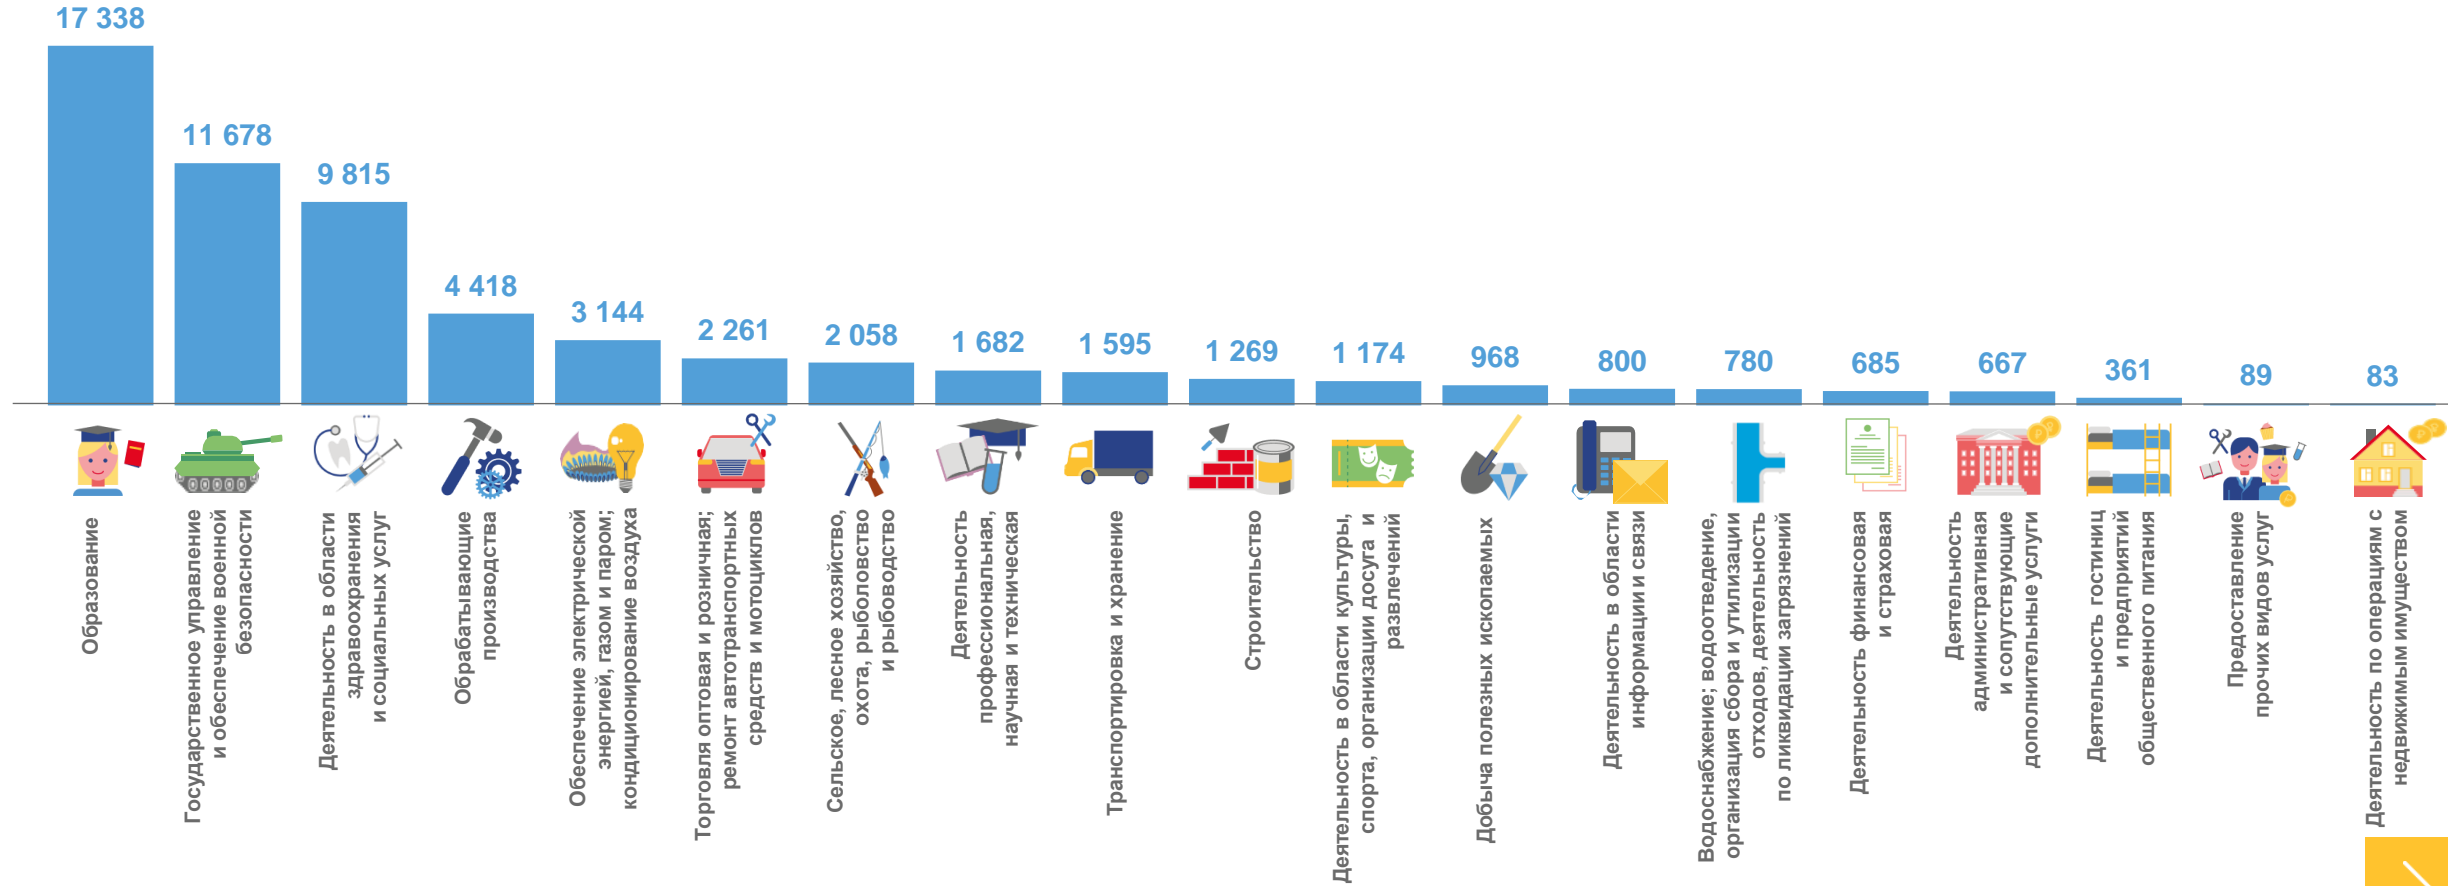 17 338
11 678
9 815
4 418
3 144
2 261
2 058
1 682
1 595
1 269
1 174
968
800
780
685
667
361
89
83
Образование
Государственное управление
и обеспечение военной
безопасности
Деятельность в области
здравоохранения
и социальных услуг
Обрабатывающие
производства
Обеспечение электрической
энергией, газом и паром;
кондиционирование воздуха
Торговля оптовая и розничная;
ремонт автотранспортных
средств и мотоциклов
Сельское, лесное хозяйство,
охота, рыболовство
и рыбоводство
Деятельность
профессиональная,
научная и техническая
Транспортировка и хранение
Строительство
Деятельность в области культуры,
спорта, организации досуга и
развлечений
Добыча полезных ископаемых
Деятельность в области
информации и связи
Водоснабжение; водоотведение,
организация сбора и утилизации
отходов, деятельность
по ликвидации загрязнений
Деятельность финансовая
и страховая
Деятельность
административная
и сопутствующие
дополнительные услуги
Деятельность гостиниц
и предприятий
общественного питания
Предоставление
прочих видов услуг
Деятельность по операциям с
недвижимым имуществом